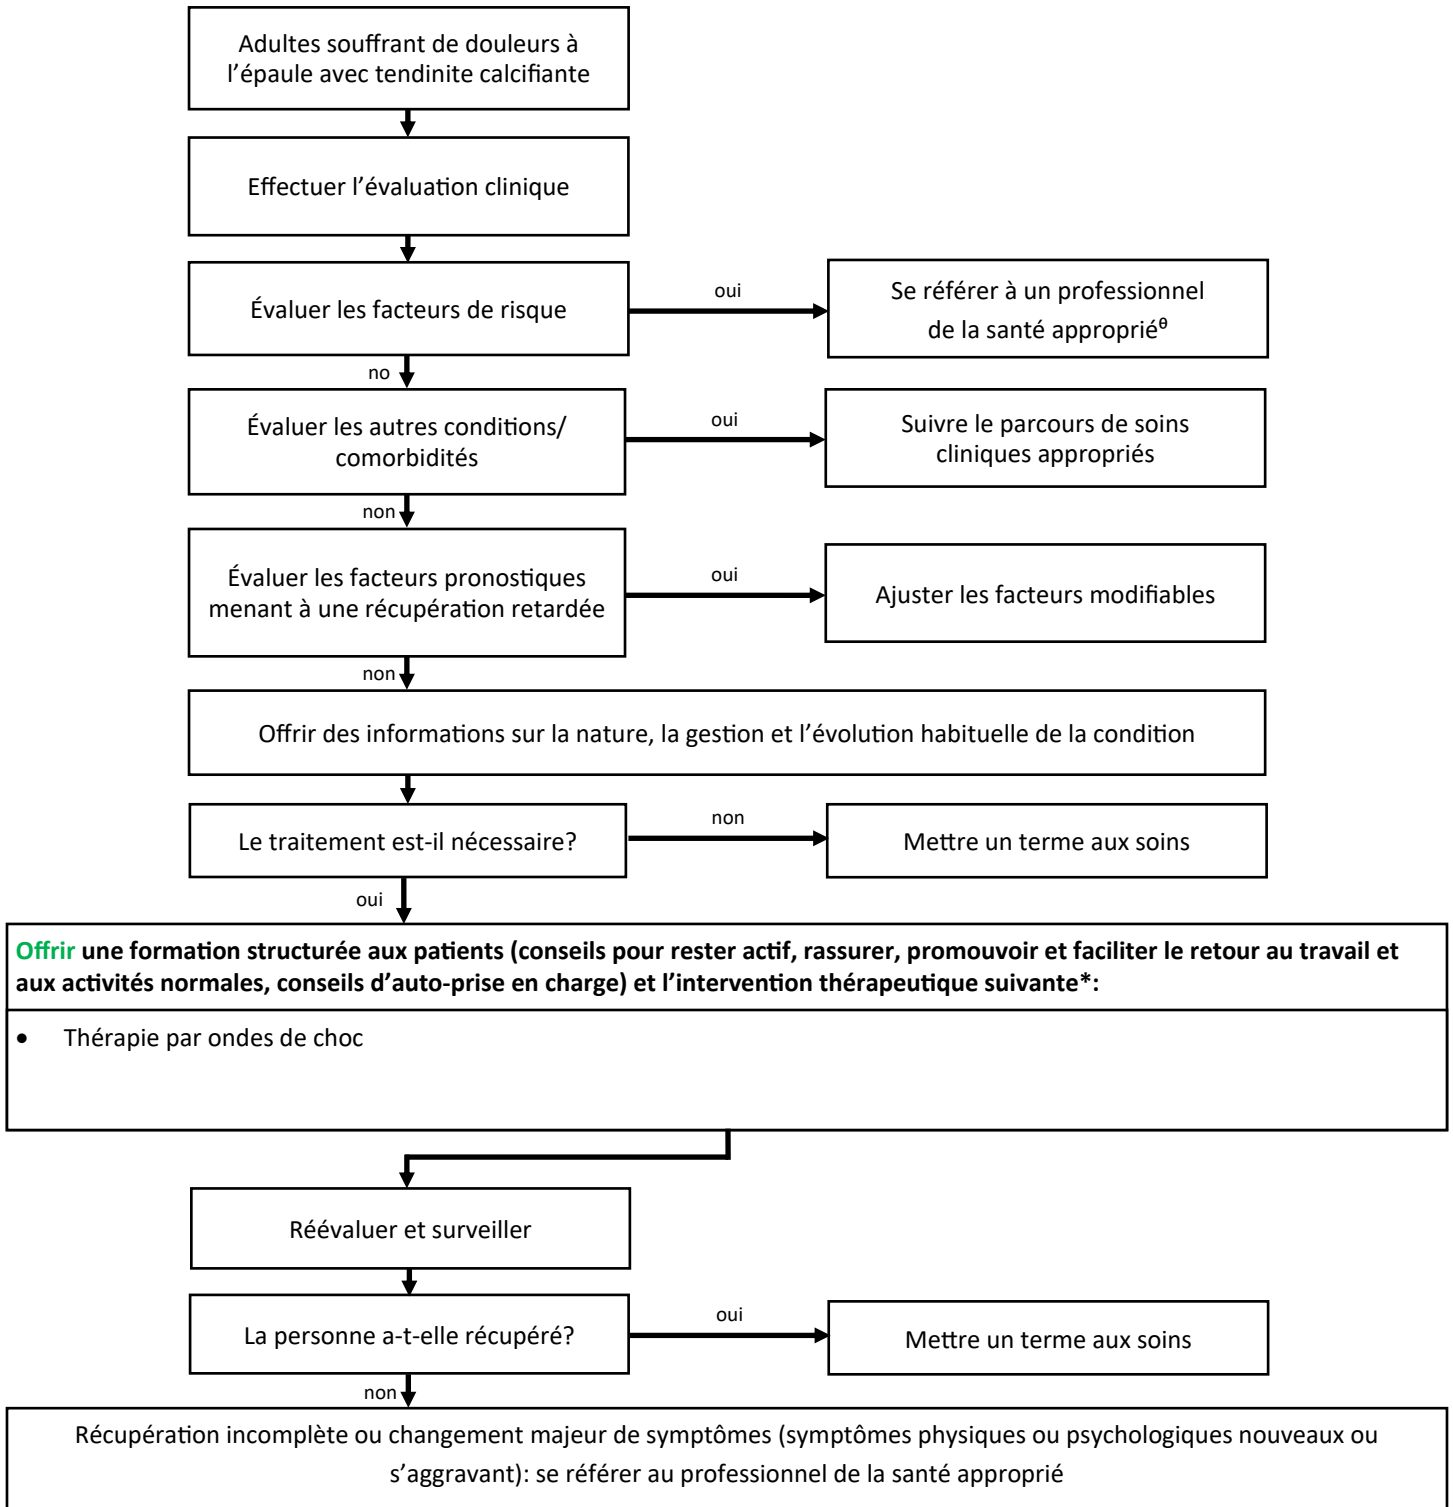 Adultes souffrant de douleurs à
l’épaule avec tendinite calcifiante
Effectuer l’évaluation clinique
Évaluer les facteurs de risque
oui
Se référer à un professionnel
de la santé appropriéᶿ
no
Évaluer les autres conditions/
comorbidités
oui
Suivre le parcours de soins
cliniques appropriés
non
Évaluer les facteurs pronostiques
menant à une récupération retardée
oui
Ajuster les facteurs modifiables
non
Offrir des informations sur la nature, la gestion et l’évolution habituelle de la condition
Le traitement est-il nécessaire?
non
Mettre un terme aux soins
oui
Offrir une formation structurée aux patients (conseils pour rester actif, rassurer, promouvoir et faciliter le retour au travail et
aux activités normales, conseils d’auto-prise en charge) et l’intervention thérapeutique suivante*:
• Thérapie par ondes de choc
Réévaluer et surveiller
La personne a-t-elle récupéré?
oui
Mettre un terme aux soins
non
Récupération incomplète ou changement majeur de symptômes (symptômes physiques ou psychologiques nouveaux ou
s’aggravant): se référer au professionnel de la santé approprié